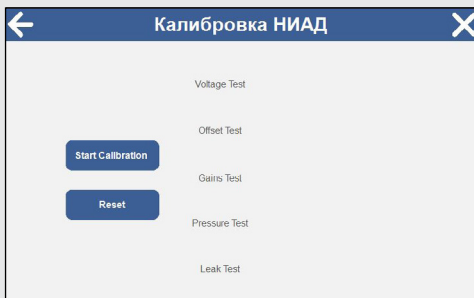 Калибровка НИАД
Voltage Test
Offset Test
Start Calibration
Gains Test
Reset
Pressure Test
Leak Test